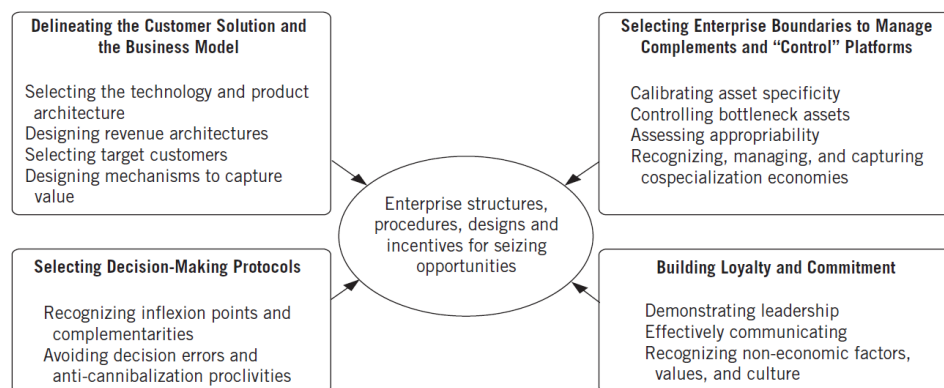 Delineating the Customer Solution and
the Business Model
Selecting the technology and product
architecture
Designing revenue architectures
Selecting target customers
Designing mechanisms to capture
value
Selecting Enterprise Boundaries to Manage
Complements and “Control” Platforms
Calibrating asset specificity
Controlling bottleneck assets
Assessing appropriability
Recognizing, managing, and capturing
cospecialization economies
Enterprise structures,
procedures, designs and
incentives for seizing
opportunities
Selecting Decision-Making Protocols
Recognizing inflexion points and
complementarities
Avoiding decision errors and
anti-cannibalization proclivities
Building Loyalty and Commitment
Demonstrating leadership
Effectively communicating
Recognizing non-economic factors,
values, and culture